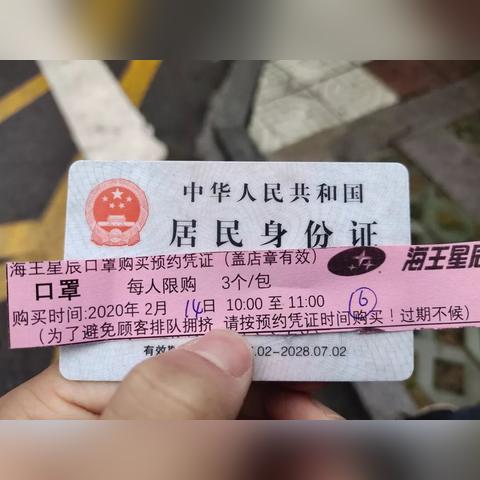 中华人民共和国
居民身份证
海王星辰口罩购买预约凭证（盖店章有效）
海王星辰
口罩 每人限购 3个/包
购买时间:2020年 2月 14日 10:00 至 11:00 6
（为了避免顾客排队拥挤 请按预约凭证时间购买！过期不候）
有效期 .02-2028.07.02